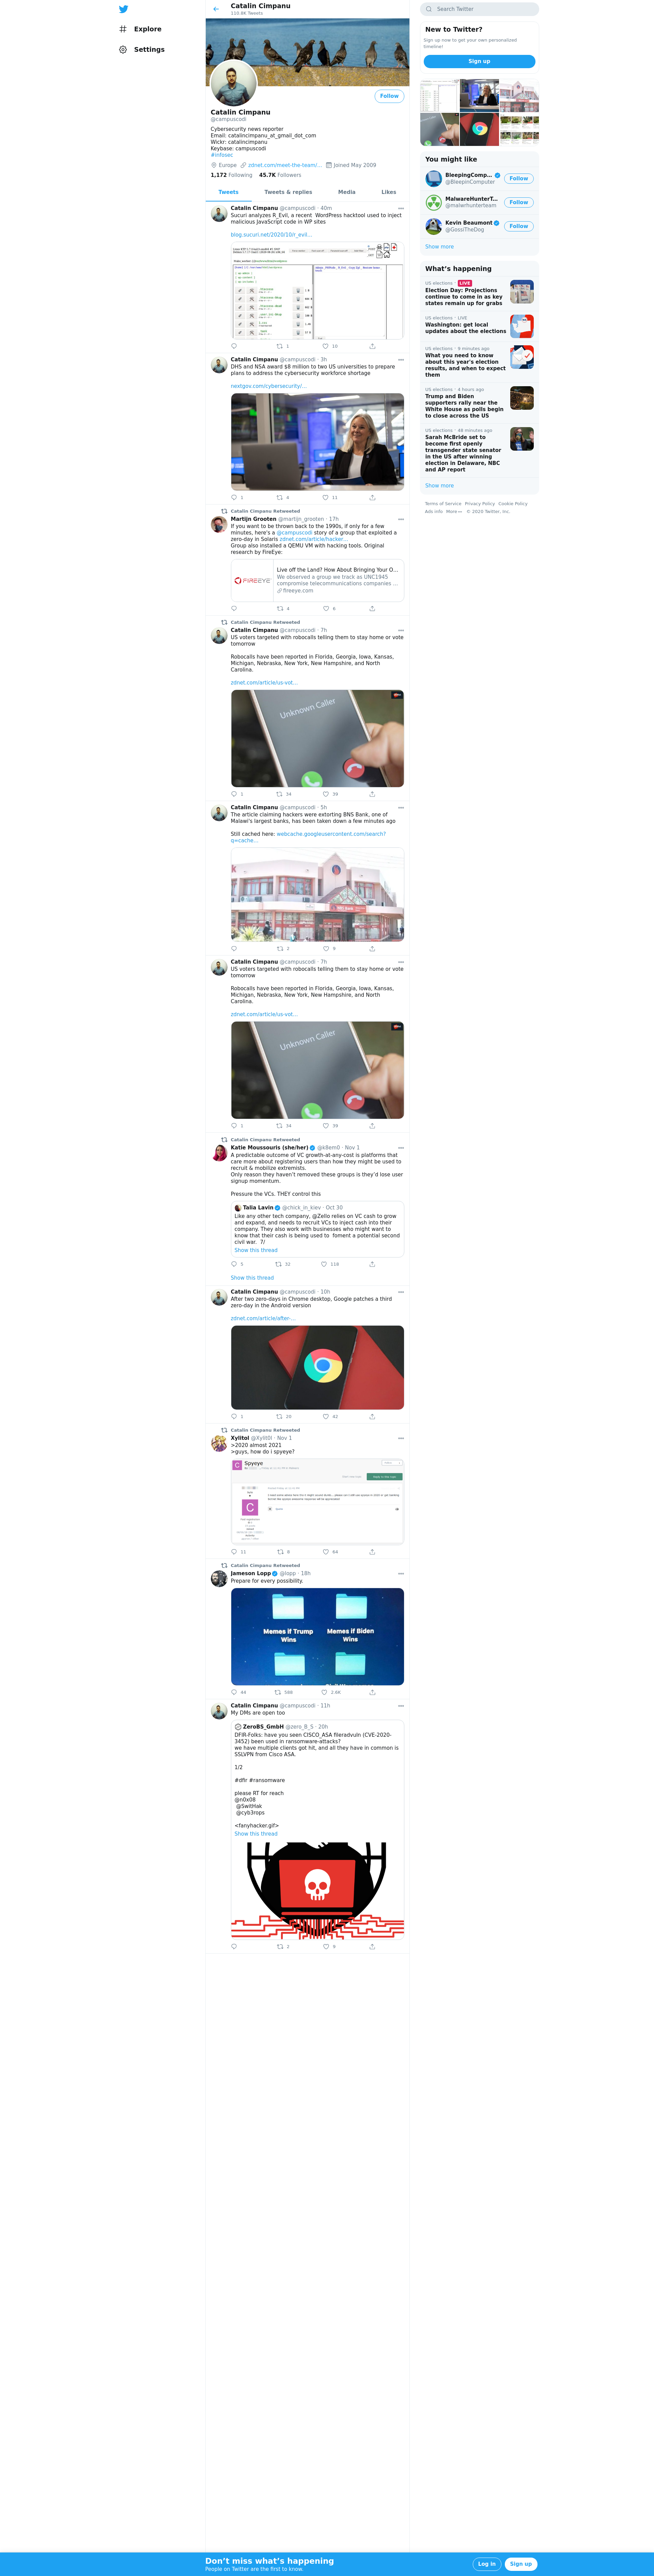 Explore
Settings
Catalin Cimpanu
110.8K Tweets
Follow
Catalin Cimpanu
@campuscodi
Cybersecurity news reporter
Email: catalincimpanu_at_gmail_dot_com
Wickr: catalincimpanu
Keybase: campuscodi
#infosec
Europe zdnet.com/meet-the-team/... Joined May 2009
1,172 Following 45.7K Followers
Tweets Tweets & replies Media Likes
Catalin Cimpanu @campuscodi · 40m
Sucuri analyzes R_Evil, a recent WordPress hacktool used to inject
malicious JavaScript code in WP sites
blog.sucuri.net/2020/10/r_evil...
1 10
Catalin Cimpanu @campuscodi · 3h
DHS and NSA award $8 million to two US universities to prepare
plans to address the cybersecurity workforce shortage
nextgov.com/cybersecurity/...
1 4 11
Catalin Cimpanu Retweeted
Martijn Grooten @martijn_grooten · 17h
If you want to be thrown back to the 1990s, if only for a few
minutes, here's a @campuscodi story of a group that exploited a
zero-day in Solaris zdnet.com/article/hacker...
Group also installed a QEMU VM with hacking tools. Original
research by FireEye:
FIREEYE
Live off the Land? How About Bringing Your O...
We observed a group we track as UNC1945
compromise telecommunications companies ...
fireeye.com
4 6
Catalin Cimpanu Retweeted
Catalin Cimpanu @campuscodi · 7h
US voters targeted with robocalls telling them to stay home or vote
tomorrow
Robocalls have been reported in Florida, Georgia, Iowa, Kansas,
Michigan, Nebraska, New York, New Hampshire, and North
Carolina.
zdnet.com/article/us-vot...
Unknown Caller
1 34 39
Catalin Cimpanu @campuscodi · 5h
The article claiming hackers were extorting BNS Bank, one of
Malawi's largest banks, has been taken down a few minutes ago
Still cached here: webcache.googleusercontent.com/search?
q=cache...
2 9
Catalin Cimpanu @campuscodi · 7h
US voters targeted with robocalls telling them to stay home or vote
tomorrow
Robocalls have been reported in Florida, Georgia, Iowa, Kansas,
Michigan, Nebraska, New York, New Hampshire, and North
Carolina.
zdnet.com/article/us-vot...
Unknown Caller
1 34 39
Catalin Cimpanu Retweeted
Katie Moussouris (she/her) @k8em0 · Nov 1
A predictable outcome of VC growth-at-any-cost is platforms that
care more about registering users than how they might be used to
recruit & mobilize extremists.
Only reason they haven't removed these groups is they'd lose user
signup momentum.
Pressure the VCs. THEY control this
Talia Lavin @chick_in_kiev · Oct 30
Like any other tech company, @Zello relies on VC cash to grow
and expand, and needs to recruit VCs to inject cash into their
company. They also work with businesses who might want to
know that their cash is being used to foment a potential second
civil war. 7/
Show this thread
5 52 118
Show this thread
Catalin Cimpanu @campuscodi · 10h
After two zero-days in Chrome desktop, Google patches a third
zero-day in the Android version
zdnet.com/article/after-...
1 20 42
Catalin Cimpanu Retweeted
Xylitol @Xylit0l · Nov 1
>2020 almost 2021
>guys, how do i spyeye?
Spyeye
11 8 64
Catalin Cimpanu Retweeted
Jameson Lopp @lopp · 18h
Prepare for every possibility.
Memes if Trump
Wins
Memes if Biden
Wins
44 588 2.6K
Catalin Cimpanu @campuscodi · 11h
My DMs are open too
ZeroBS_GmbH @zero_B_S · 20h
DFIR-Folks: have you seen CISCO_ASA fileradvuln (CVE-2020-
3452) been used in ransomware-attacks?
we have multiple clients got hit, and all they have in common is
SSLVPN from Cisco ASA.
1/2
#dfir #ransomware
please RT for reach
@n0x08
@SwitHak
@cyb3rops
<fanyhacker.gif>
Show this thread
2 9
Search Twitter
New to Twitter?
Sign up now to get your own personalized
timeline!
Sign up
You might like
BleepingComp...
@BleepinComputer
Follow
MalwareHunterT...
@malwrhunterteam
Follow
Kevin Beaumont
@GossiTheDog
Follow
Show more
What's happening
US elections · LIVE
Election Day: Projections
continue to come in as key
states remain up for grabs
US elections · LIVE
Washington: get local
updates about the elections
US elections · 9 minutes ago
What you need to know
about this year's election
results, and when to expect
them
US elections · 4 hours ago
Trump and Biden
supporters rally near the
White House as polls begin
to close across the US
US elections · 48 minutes ago
Sarah McBride set to
become first openly
transgender state senator
in the US after winning
election in Delaware, NBC
and AP report
Show more
Terms of Service Privacy Policy Cookie Policy
Ads info More © 2020 Twitter, Inc.
Don't miss what's happening
People on Twitter are the first to know.
Log in
Sign up